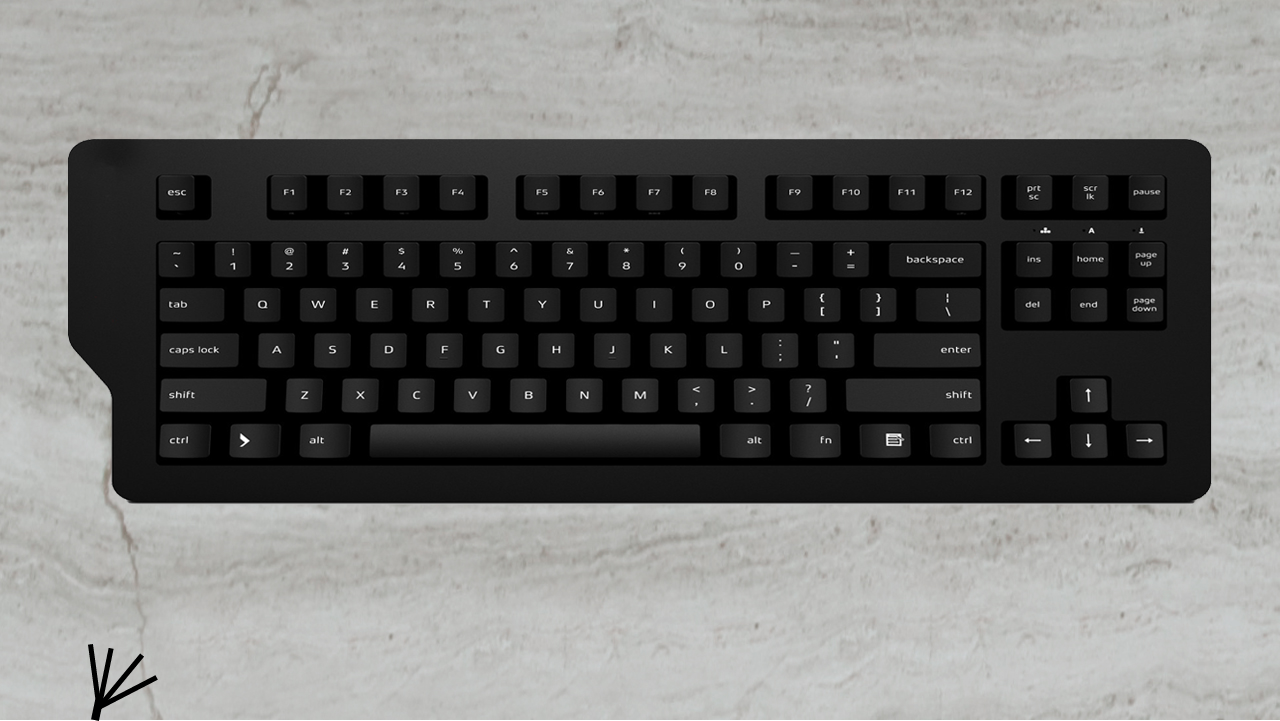 esc F1 F2 F3 F4 F5 F6 F7 F8 F9 F10 F11 F12 prt sc scr lk pause
A
~ ! @ # $ % ^ & * ( ) — +
` 1 2 3 4 5 6 7 8 9 0 - = backspace ins home page up
tab Q W E R T Y U I O P { [ } ] ¦ \ del end page down
caps lock A S D F G H J K L : ; " ' enter
shift Z X C V B N M < , > . ? / shift ↑
ctrl alt alt fn ctrl ← ↓ →